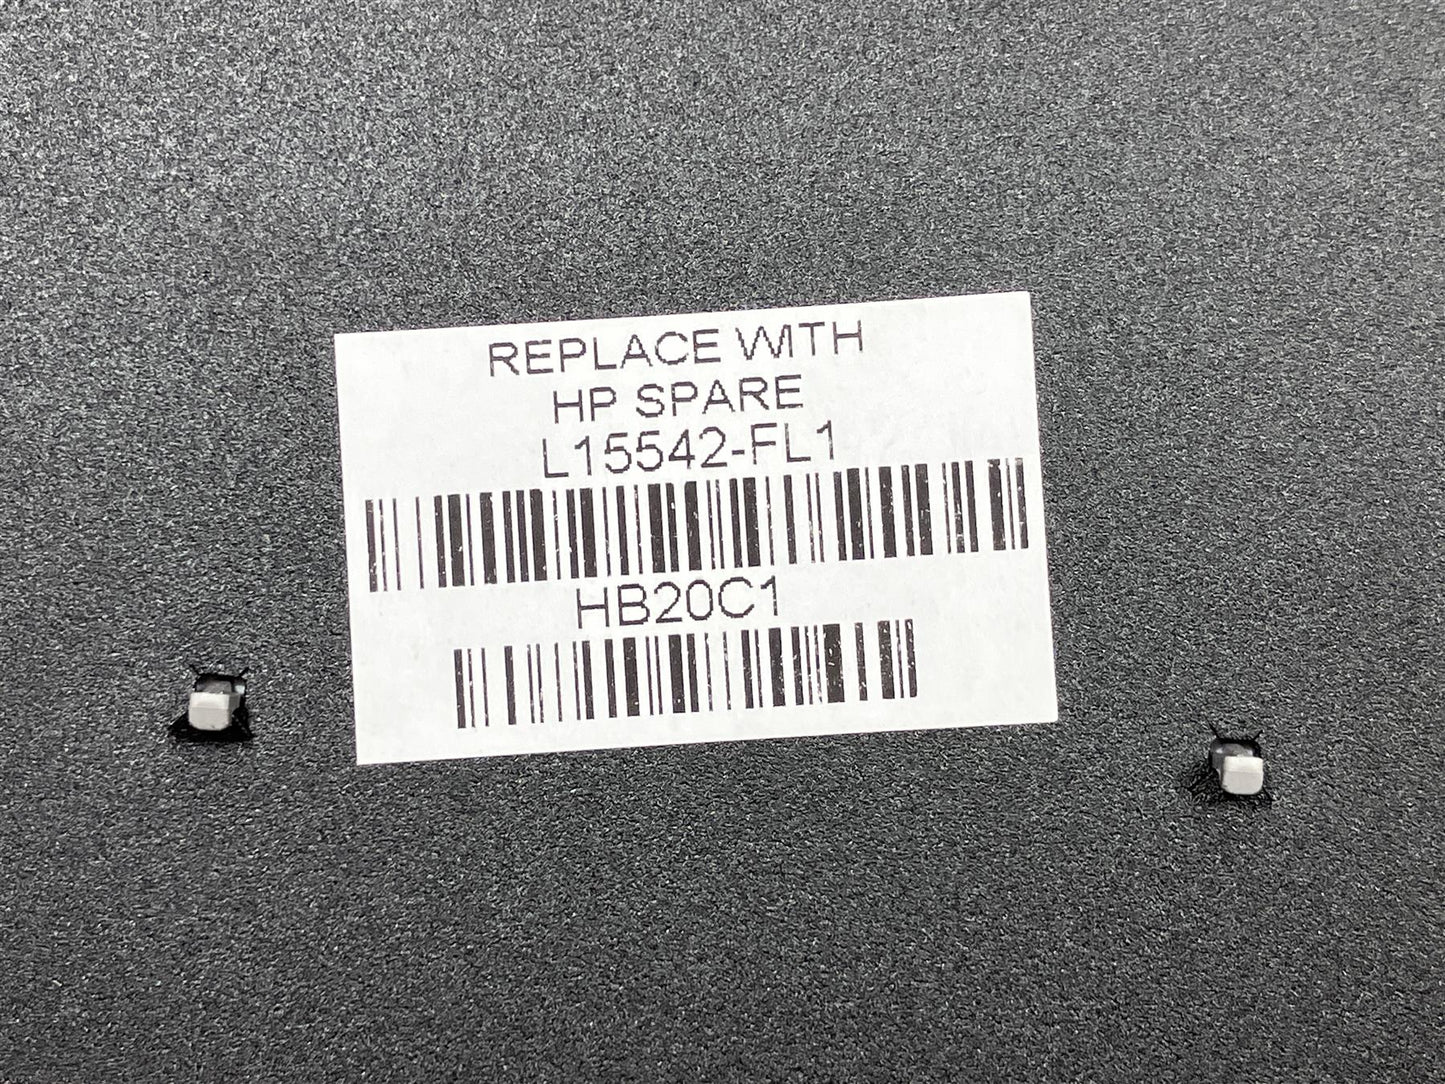 REPLACE WITH
HP SPARE
L15542-FL1
HB20C1